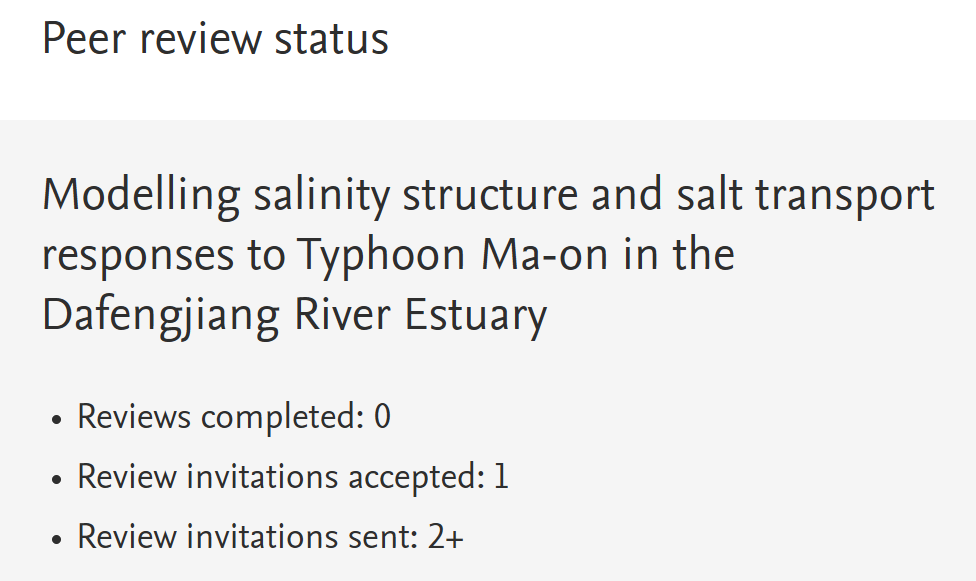 Peer review status
Modelling salinity structure and salt transport
responses to Typhoon Ma-on in the
Dafengjiang River Estuary
• Reviews completed: 0
• Review invitations accepted: 1
• Review invitations sent: 2+